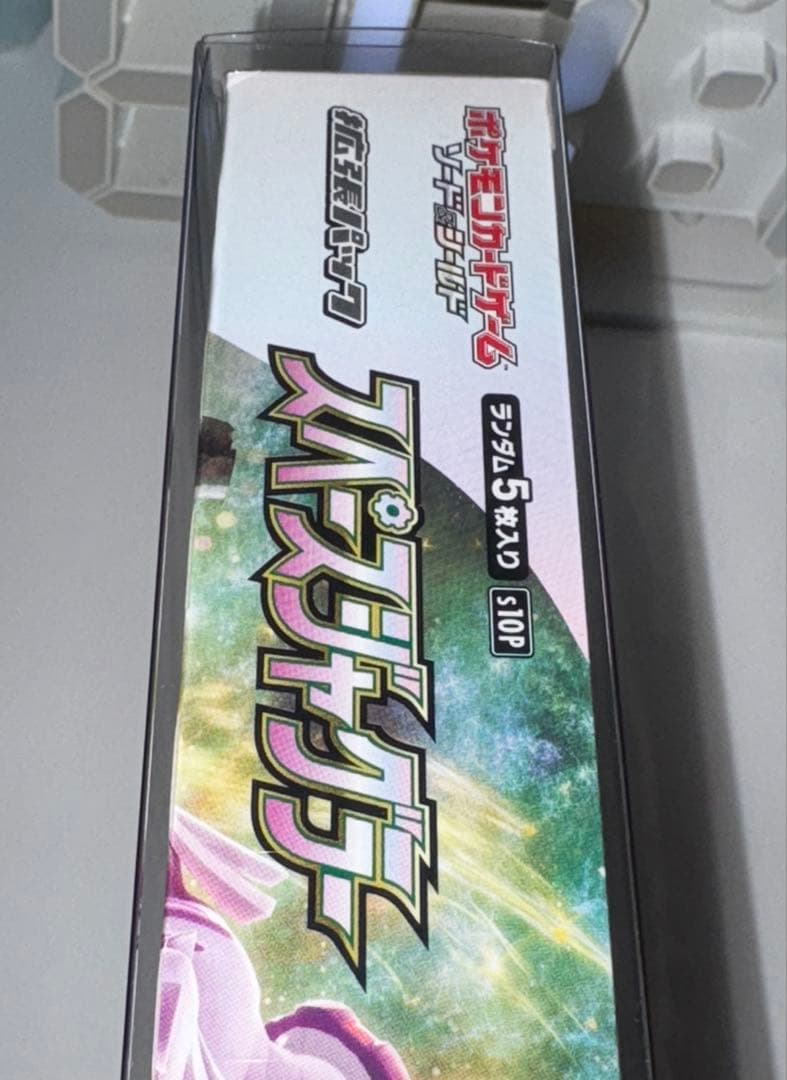 ポケモンカードゲーム
ソード&シールド
拡張パック
ランダム5枚入り
s10P
スペースジャグラー